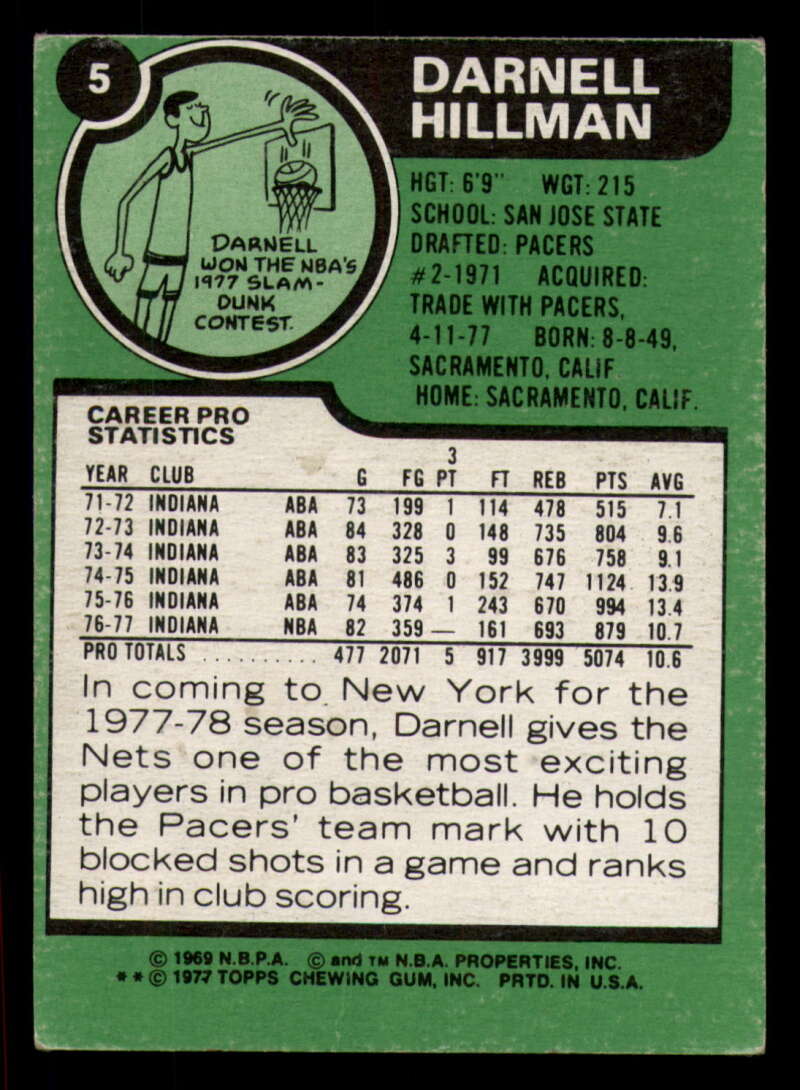 5
DARNELL
HILLMAN
DARNELL
WON THE NBA'S
1977 SLAM-
DUNK
CONTEST.
HGT: 6'9" WGT: 215
SCHOOL: SAN JOSE STATE
DRAFTED: PACERS
#2-1971 ACQUIRED:
TRADE WITH PACERS,
4-11-77 BORN: 8-8-49,
SACRAMENTO, CALIF
HOME: SACRAMENTO, CALIF.
CAREER PRO
STATISTICS
YEAR CLUB G FG 3 PT FT REB PTS AVG
71-72 INDIANA ABA 73 199 1 114 478 515 7.1
72-73 INDIANA ABA 84 328 0 148 735 804 9.6
73-74 INDIANA ABA 83 325 3 99 676 758 9.1
74-75 INDIANA ABA 81 486 0 152 747 1124 13.9
75-76 INDIANA ABA 74 374 1 243 670 994 13.4
76-77 INDIANA NBA 82 359 — 161 693 879 10.7
PRO TOTALS .......... 477 2071 5 917 3999 5074 10.6
In coming to New York for the
1977-78 season, Darnell gives the
Nets one of the most exciting
players in pro basketball. He holds
the Pacers' team mark with 10
blocked shots in a game and ranks
high in club scoring.
© 1969 N.B.P.A. © and TM N.B.A. PROPERTIES, INC.
** © 1977 TOPPS CHEWING GUM, INC. PRTD. IN U.S.A.